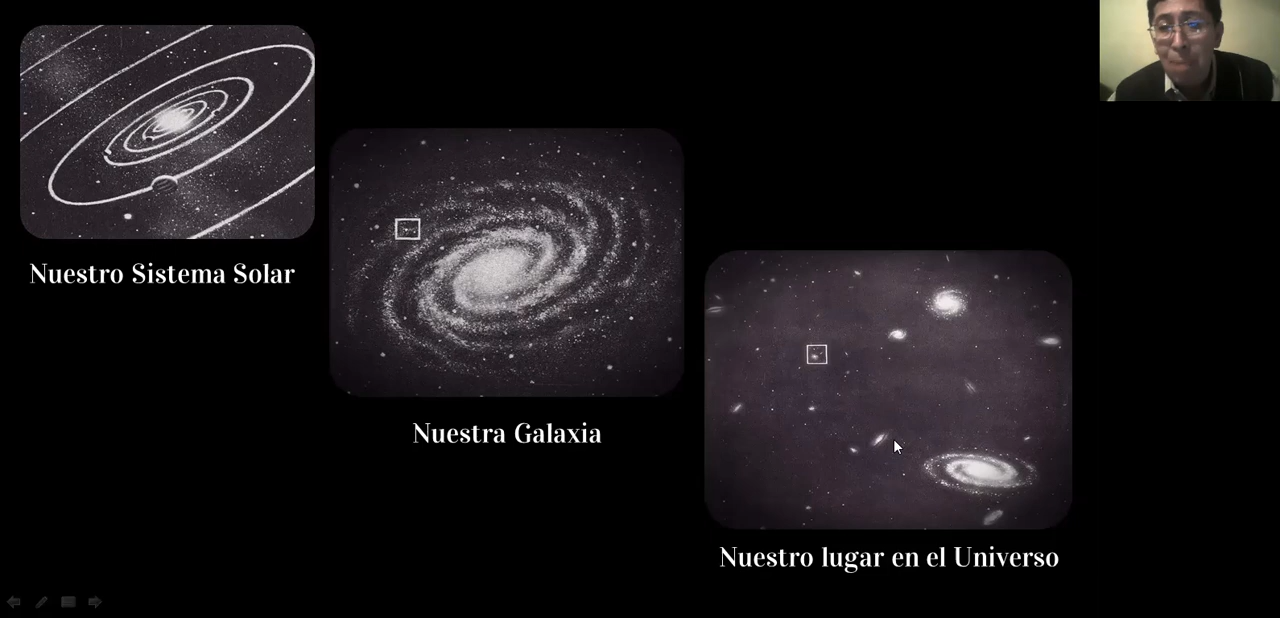 Nuestro Sistema Solar
Nuestra Galaxia
Nuestro lugar en el Universo